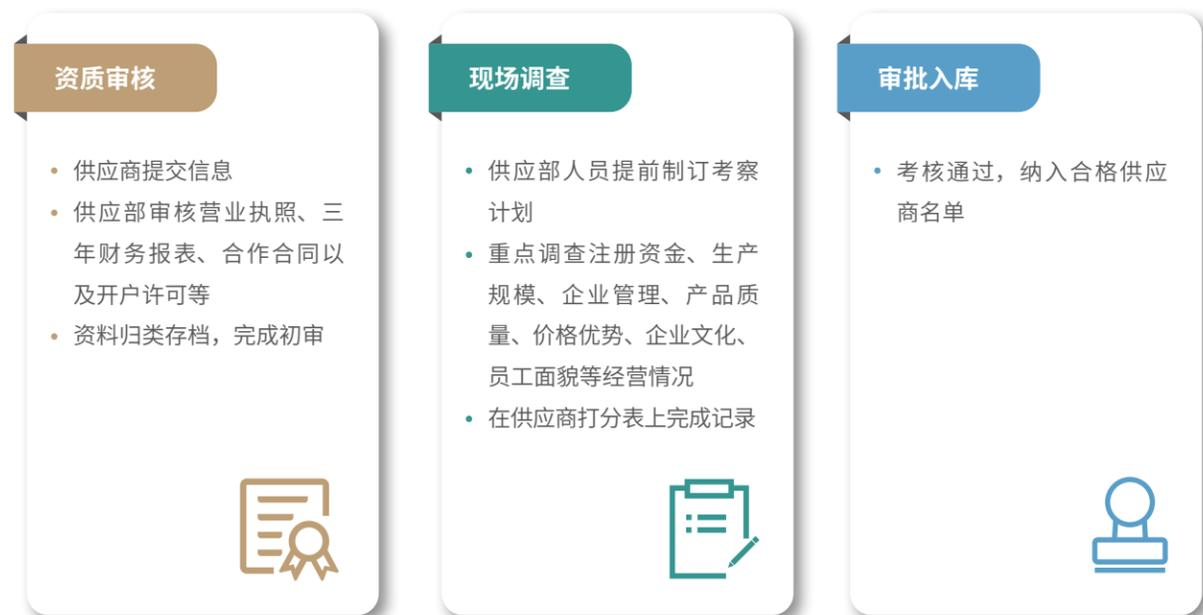 资质审核
• 供应商提交信息
• 供应部审核营业执照、三
年财务报表、合作合同以
及开户许可等
• 资料归类存档，完成初审
现场调查
• 供应部人员提前制订考察
计划
• 重点调查注册资金、生产
规模、企业管理、产品质
量、价格优势、企业文化、
员工面貌等经营情况
• 在供应商打分表上完成记录
审批入库
• 考核通过，纳入合格供应
商名单